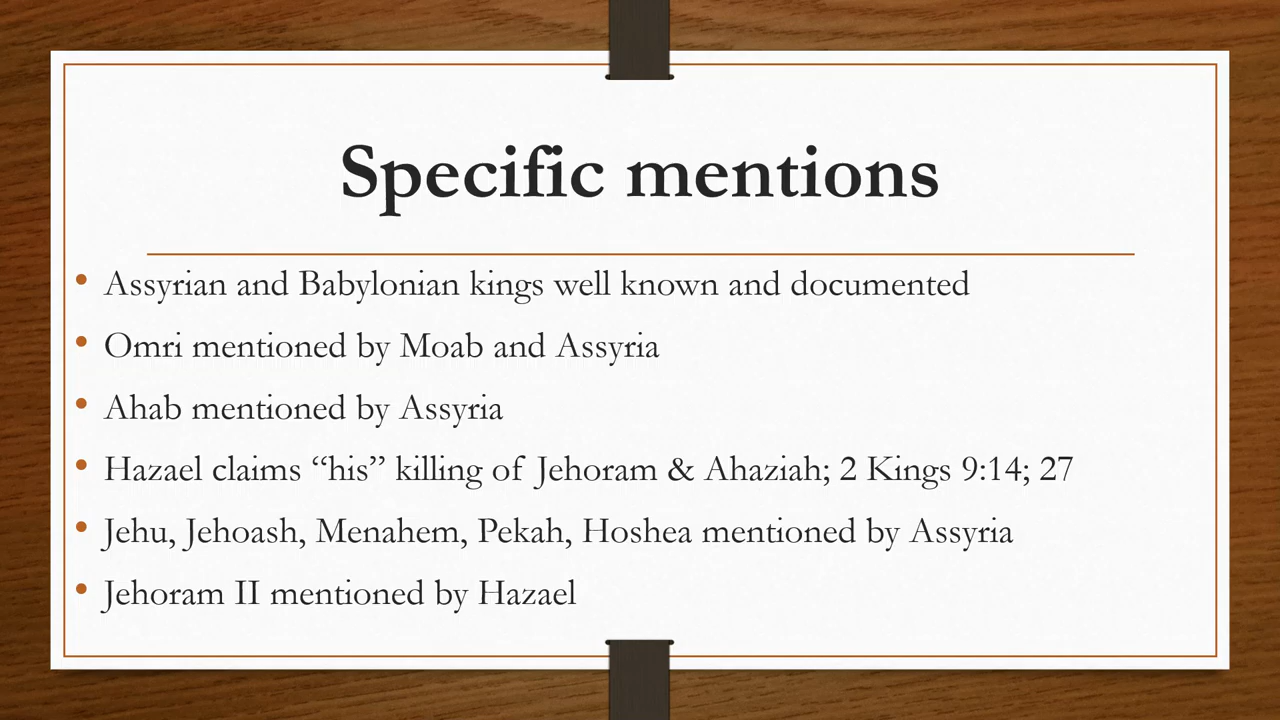 Specific mentions
• Assyrian and Babylonian kings well known and documented
• Omri mentioned by Moab and Assyria
• Ahab mentioned by Assyria
• Hazael claims “his” killing of Jehoram & Ahaziah; 2 Kings 9:14; 27
• Jehu, Jehoash, Menahem, Pekah, Hoshea mentioned by Assyria
• Jehoram II mentioned by Hazael